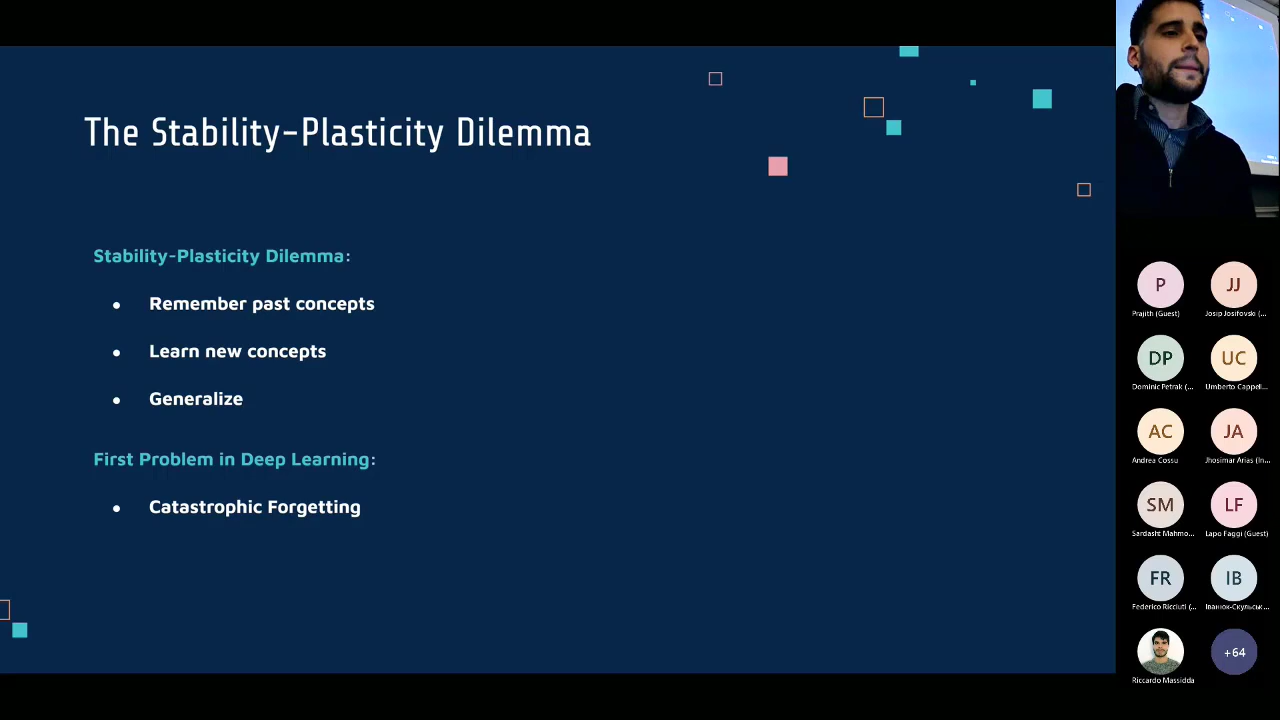 The Stability-Plasticity Dilemma
Stability-Plasticity Dilemma:
● Remember past concepts
● Learn new concepts
● Generalize
First Problem in Deep Learning:
● Catastrophic Forgetting
P JJ
Prajith (Guest) Josip Josifovski (...
DP UC
Dominic Petrak (... Umberto Cappell...
AC JA
Andrea Cossu Jhosimar Arias (In...
SM LF
Sardasht Mahmo... Lapo Faggi (Guest)
FR IB
Federico Ricciuti (... Іванюк-Скульськ...
+64
Riccardo Massidda